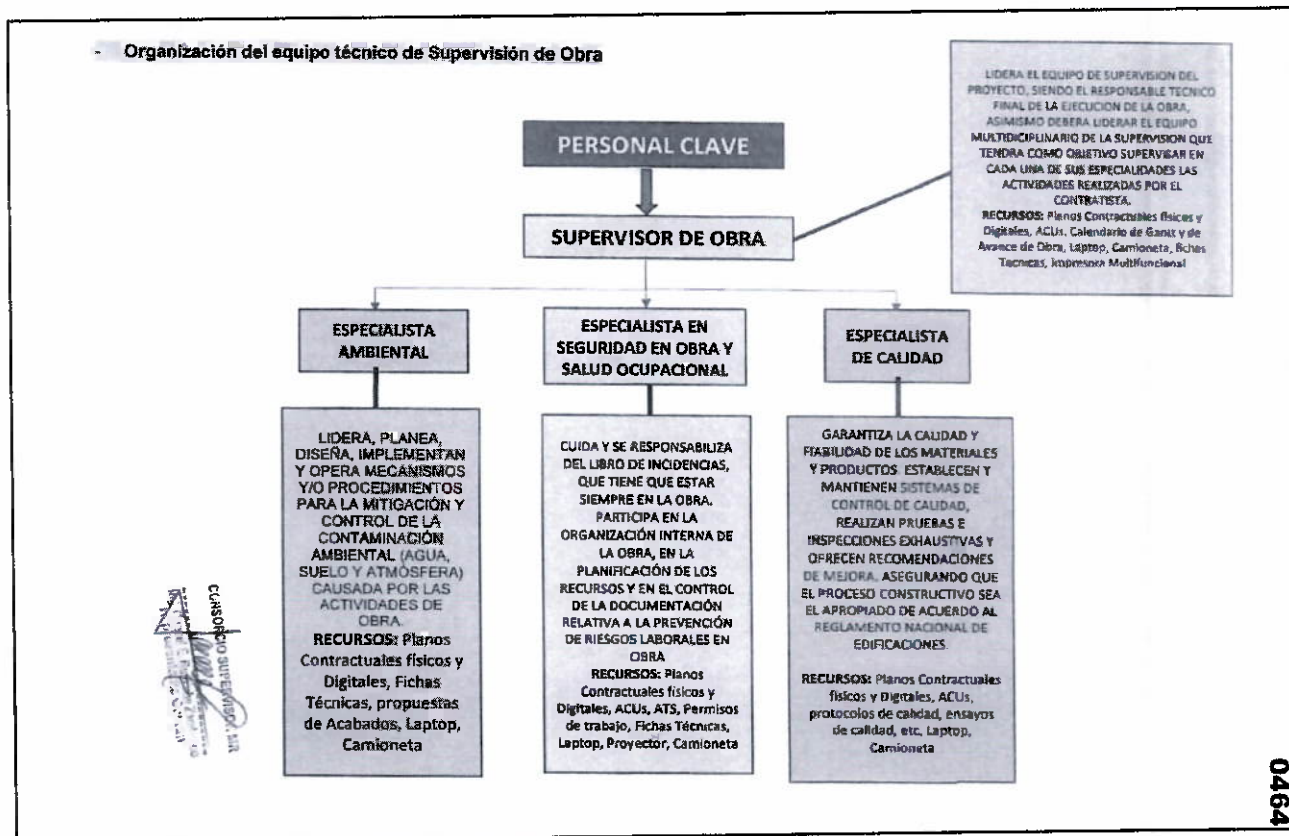 - Organización del equipo técnico de Supervisión de Obra
LIDERA EL EQUIPO DE SUPERVISION DEL
PROYECTO, SIENDO EL RESPONSABLE TECNICO
FINAL DE LA EJECUCION DE LA OBRA,
ASIMISMO DEBERA LIDERAR EL EQUIPO
MULTIDICIPLINARIO DE LA SUPERVISION QUE
TENDRA COMO OBJETIVO SUPERVISAR EN
CADA UNA DE SUS ESPECIALIDADES LAS
ACTIVIDADES REALIZADAS POR EL
CONTRATISTA.
RECURSOS: Planos Contractuales físicos y
Digitales, ACUs, Calendario de Gantt y de
Avance de Obra, Laptop, Camioneta, fichas
Tecnicas, Impresora Multifuncional
PERSONAL CLAVE
SUPERVISOR DE OBRA
ESPECIALISTA
AMBIENTAL
LIDERA, PLANEA,
DISEÑA, IMPLEMENTAN
Y OPERA MECANISMOS
Y/O PROCEDIMIENTOS
PARA LA MITIGACIÓN Y
CONTROL DE LA
CONTAMINACIÓN
AMBIENTAL (AGUA,
SUELO Y ATMÓSFERA)
CAUSADA POR LAS
ACTIVIDADES DE
OBRA.
RECURSOS: Planos
Contractuales físicos y
Digitales, Fichas
Técnicas, propuestas
de Acabados, Laptop,
Camioneta
ESPECIALISTA EN
SEGURIDAD EN OBRA Y
SALUD OCUPACIONAL
CUIDA Y SE RESPONSABILIZA
DEL LIBRO DE INCIDENCIAS,
QUE TIENE QUE ESTAR
SIEMPRE EN LA OBRA.
PARTICIPA EN LA
ORGANIZACIÓN INTERNA DE
LA OBRA, EN LA
PLANIFICACIÓN DE LOS
RECURSOS Y EN EL CONTROL
DE LA DOCUMENTACIÓN
RELATIVA A LA PREVENCIÓN
DE RIESGOS LABORALES EN
OBRA
RECURSOS: Planos
Contractuales físicos y
Digitales, ACUs, ATS, Permisos
de trabajo, Fichas Técnicas,
Laptop, Proyector, Camioneta
ESPECIALISTA
DE CALIDAD
GARANTIZA LA CALIDAD Y
FIABILIDAD DE LOS MATERIALES
Y PRODUCTOS. ESTABLECEN Y
MANTIENEN SISTEMAS DE
CONTROL DE CALIDAD,
REALIZAN PRUEBAS E
INSPECCIONES EXHAUSTIVAS Y
OFRECEN RECOMENDACIONES
DE MEJORA, ASEGURANDO QUE
EL PROCESO CONSTRUCTIVO SEA
EL APROPIADO DE ACUERDO AL
REGLAMENTO NACIONAL DE
EDIFICACIONES.
RECURSOS: Planos Contractuales
físicos y Digitales, ACUs,
protocolos de calidad, ensayos
de calidad, etc, Laptop,
Camioneta
CONSORCIO SUPERVISOR
0464